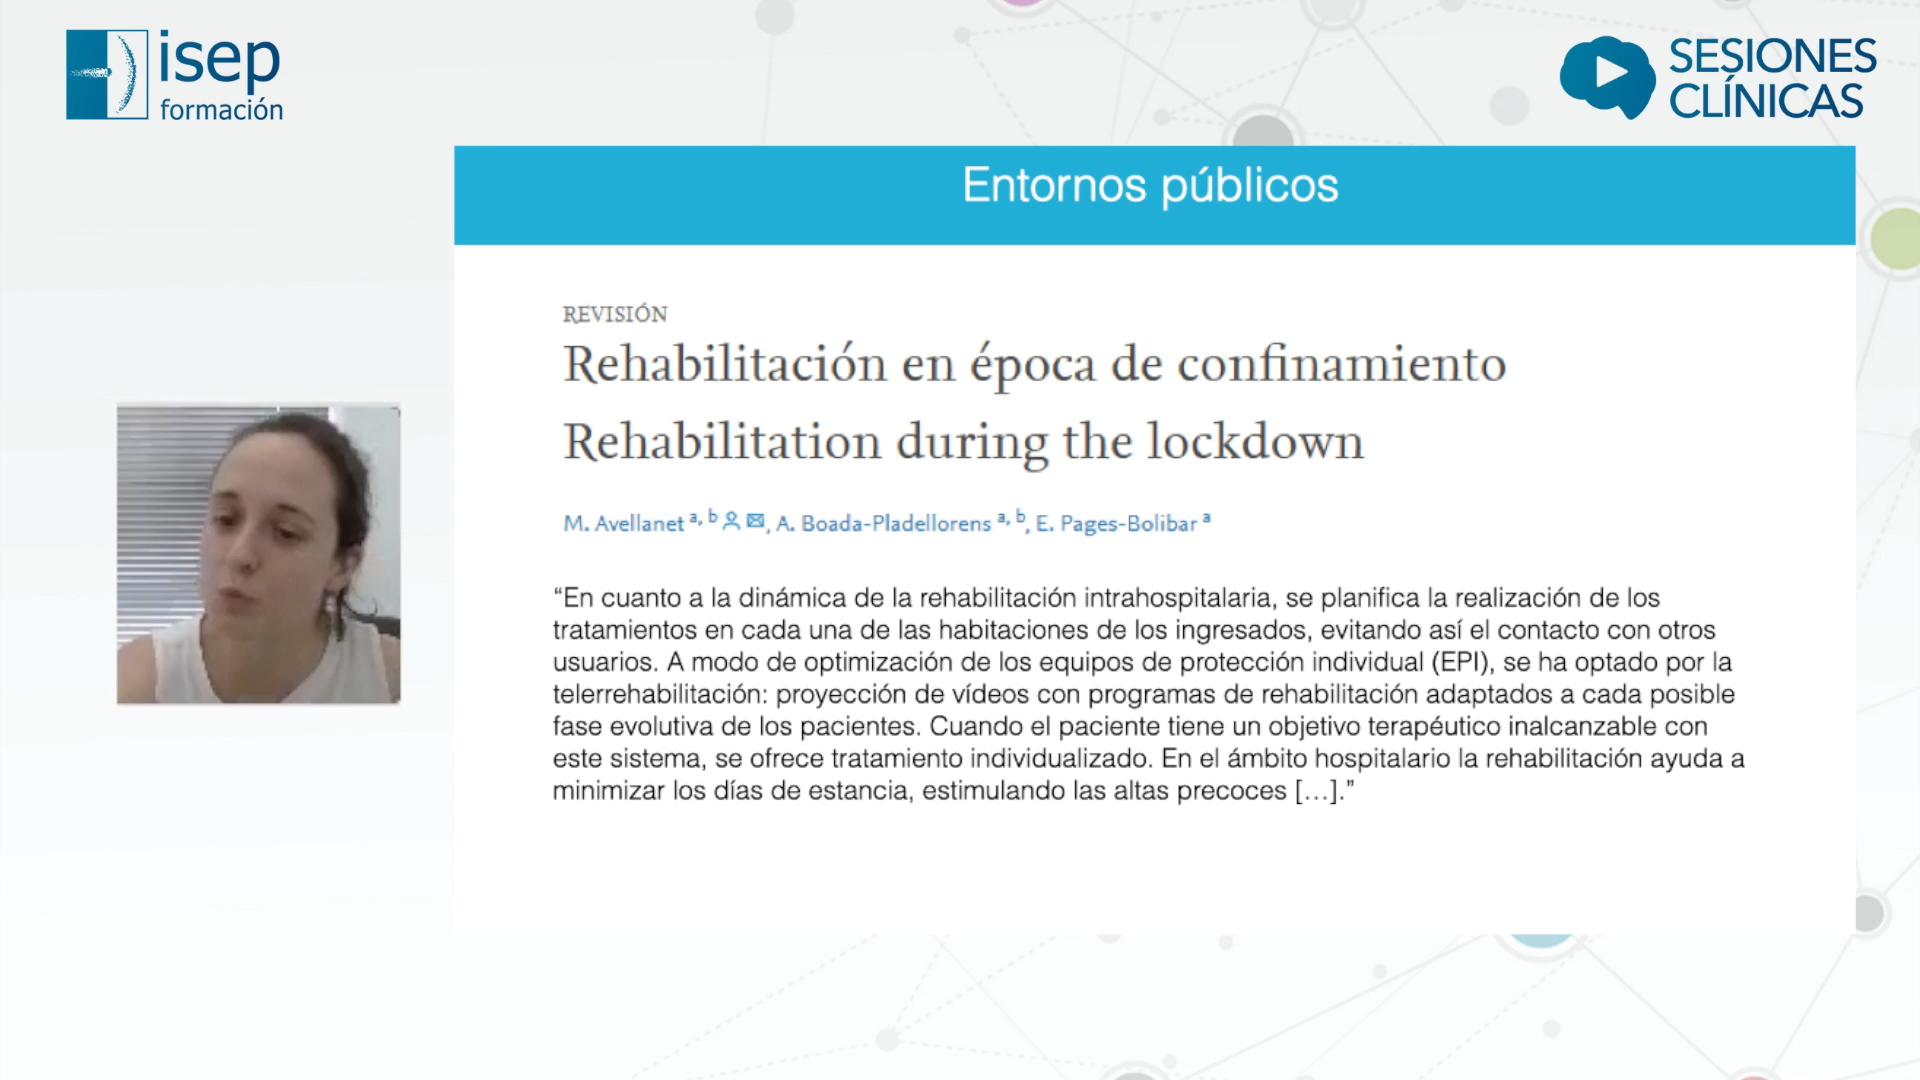 isep
formación
SESIONES
CLÍNICAS
Entornos públicos
REVISIÓN
Rehabilitación en época de confinamiento
Rehabilitation during the lockdown
M. Avellanet a, b, A. Boada-Pladellorens a, b, E. Pages-Bolibar a
“En cuanto a la dinámica de la rehabilitación intrahospitalaria, se planifica la realización de los
tratamientos en cada una de las habitaciones de los ingresados, evitando así el contacto con otros
usuarios. A modo de optimización de los equipos de protección individual (EPI), se ha optado por la
telerrehabilitación: proyección de vídeos con programas de rehabilitación adaptados a cada posible
fase evolutiva de los pacientes. Cuando el paciente tiene un objetivo terapéutico inalcanzable con
este sistema, se ofrece tratamiento individualizado. En el ámbito hospitalario la rehabilitación ayuda a
minimizar los días de estancia, estimulando las altas precoces [...].”